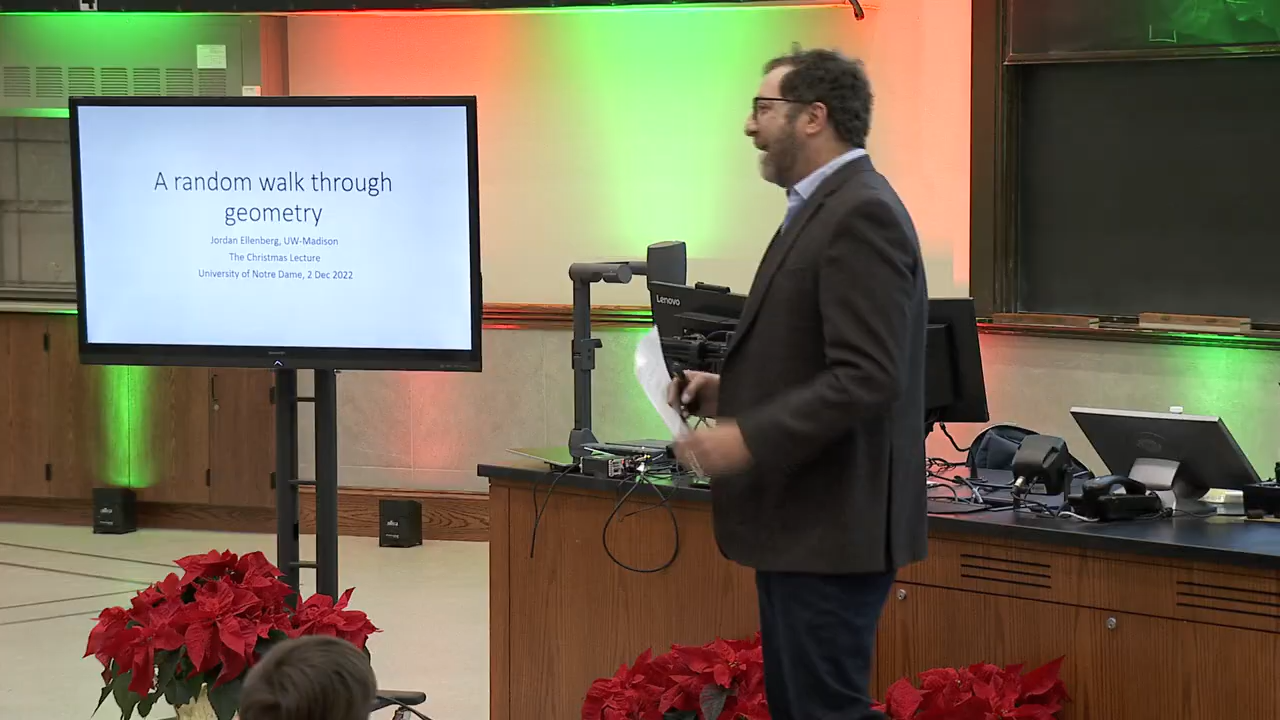 A random walk through
geometry
Jordan Ellenberg, UW-Madison
The Christmas Lecture
University of Notre Dame, 2 Dec 2022
Lenovo